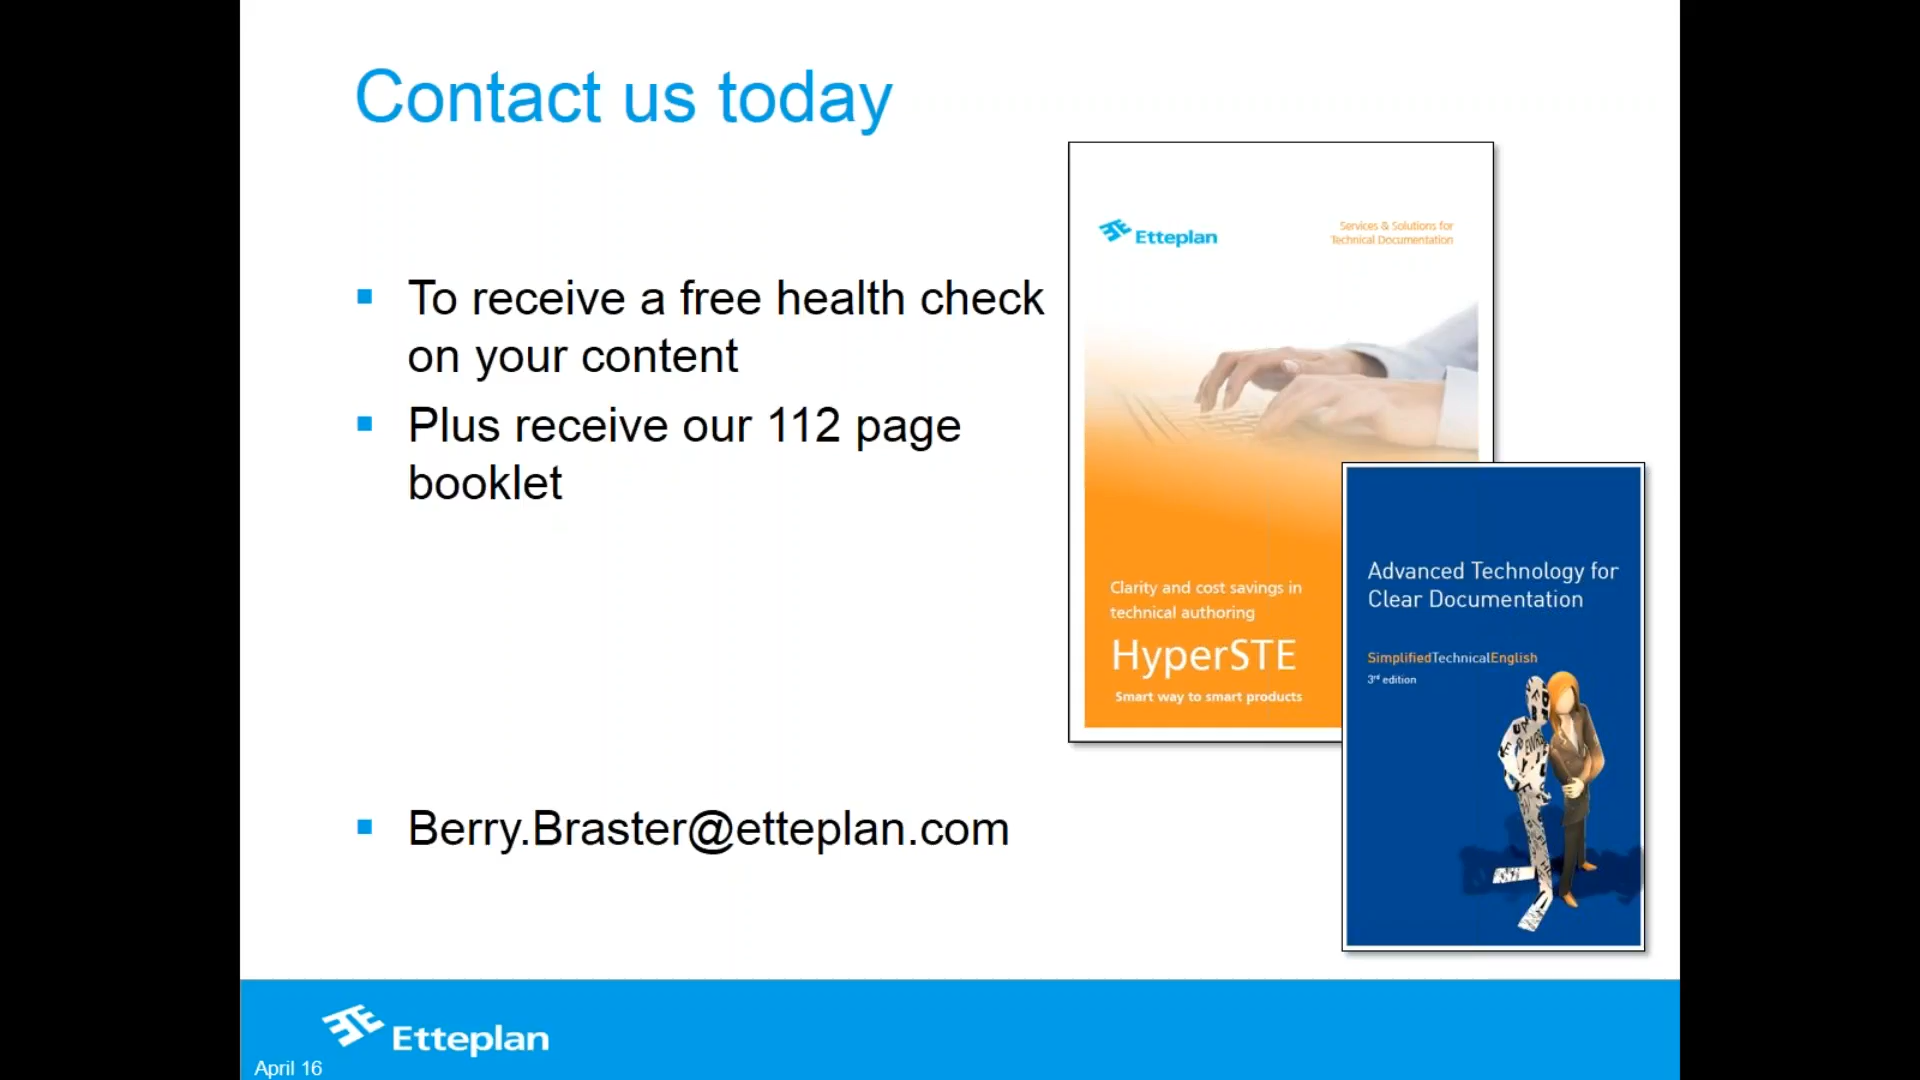 Contact us today
To receive a free health check
on your content
Plus receive our 112 page
booklet
Berry.Braster@etteplan.com
Etteplan
Services & Solutions for
Technical Documentation
Clarity and cost savings in
technical authoring
HyperSTE
Smart way to smart products
Advanced Technology for
Clear Documentation
SimplifiedTechnicalEnglish
3rd edition
Etteplan
April 16